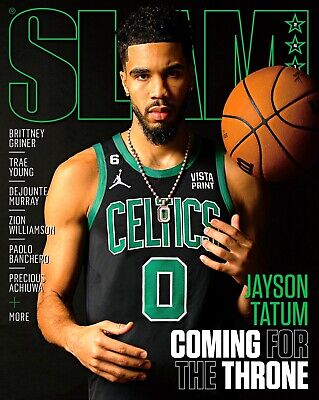 ®
SLAM
BRITTNEY
GRINER
TRAE
YOUNG
DEJOUNTE
MURRAY
ZION
WILLIAMSON
PAOLO
BANCHERO
PRECIOUS
ACHIUWA
+
MORE
6
VISTA
PRINT
CELTICS
0
JAYSON
TATUM
COMING FOR
THE THRONE